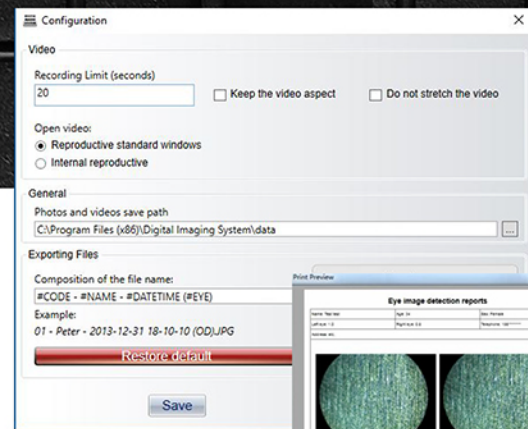 Configuration
Video
Recording Limit (seconds)
20
Keep the video aspect
Do not stretch the video
Open video:
Reproductive standard windows
Internal reproductive
General
Photos and videos save path
C:\Program Files (x86)\Digital Imaging System\data
...
Exporting Files
Composition of the file name:
#CODE - #NAME - #DATETIME (#EYE)
Example:
01 - Peter - 2013-12-31 18-10-10 (OD).JPG
Restore default
Save
Print Preview
Eye image detection reports